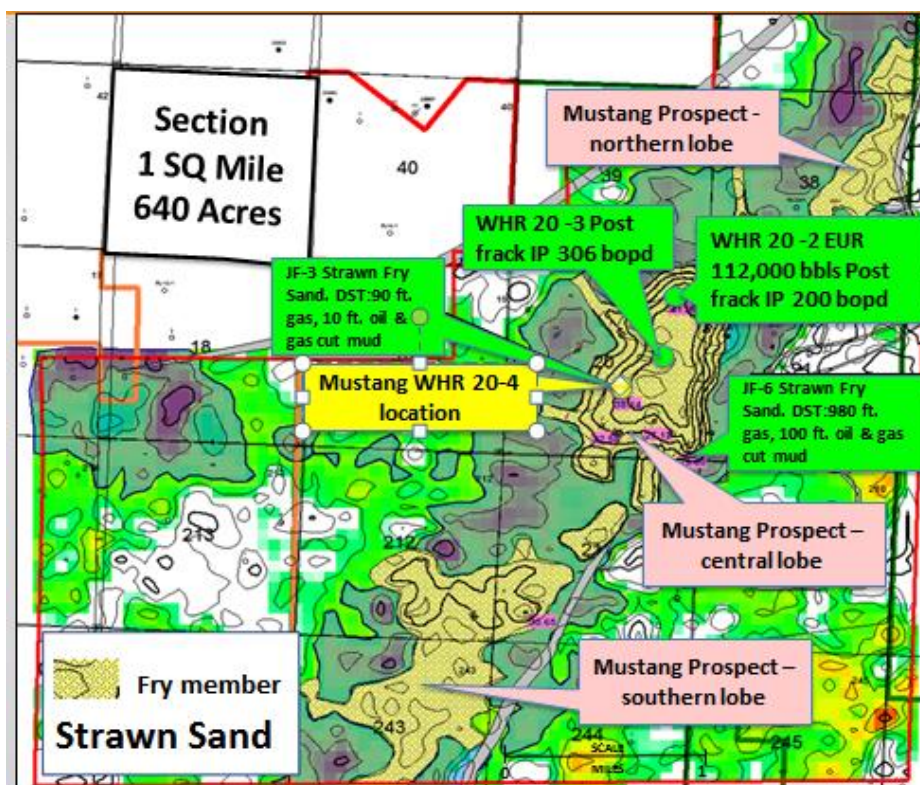 42
40
40
Section
1 SQ Mile
640 Acres
Mustang Prospect -
northern lobe
39
38
WHR 20 -3 Post
frack IP 306 bopd
WHR 20 -2 EUR
112,000 bbls Post
frack IP 200 bopd
JF-3 Strawn Fry
Sand. DST:90 ft.
gas, 10 ft. oil &
gas cut mud
17
18
Mustang WHR 20-4
location
JF-6 Strawn Fry
Sand. DST:980 ft.
gas, 100 ft. oil & gas
cut mud
213
212
Mustang Prospect –
central lobe
Mustang Prospect –
southern lobe
Fry member
Strawn Sand
243
243
244
245
SCALE
0
1
MILES